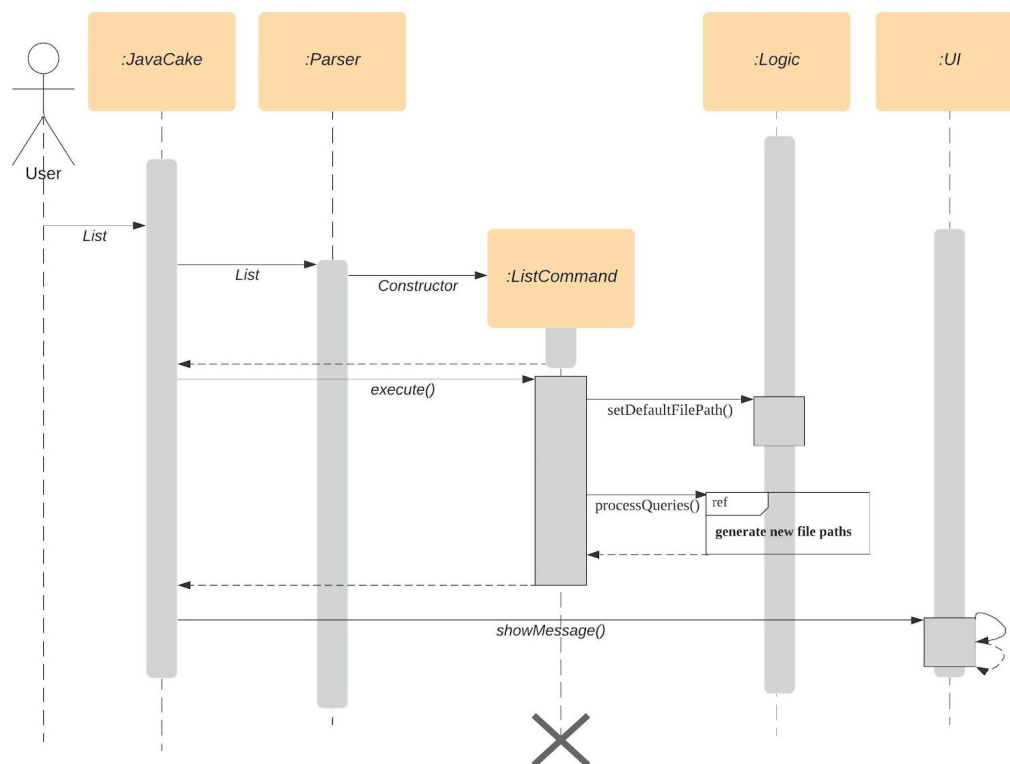 :JavaCake
:Parser
:Logic
:UI
User
List
List
Constructor
:ListCommand
execute()
setDefaultFilePath()
processQueries()
ref
generate new file paths
showMessage()